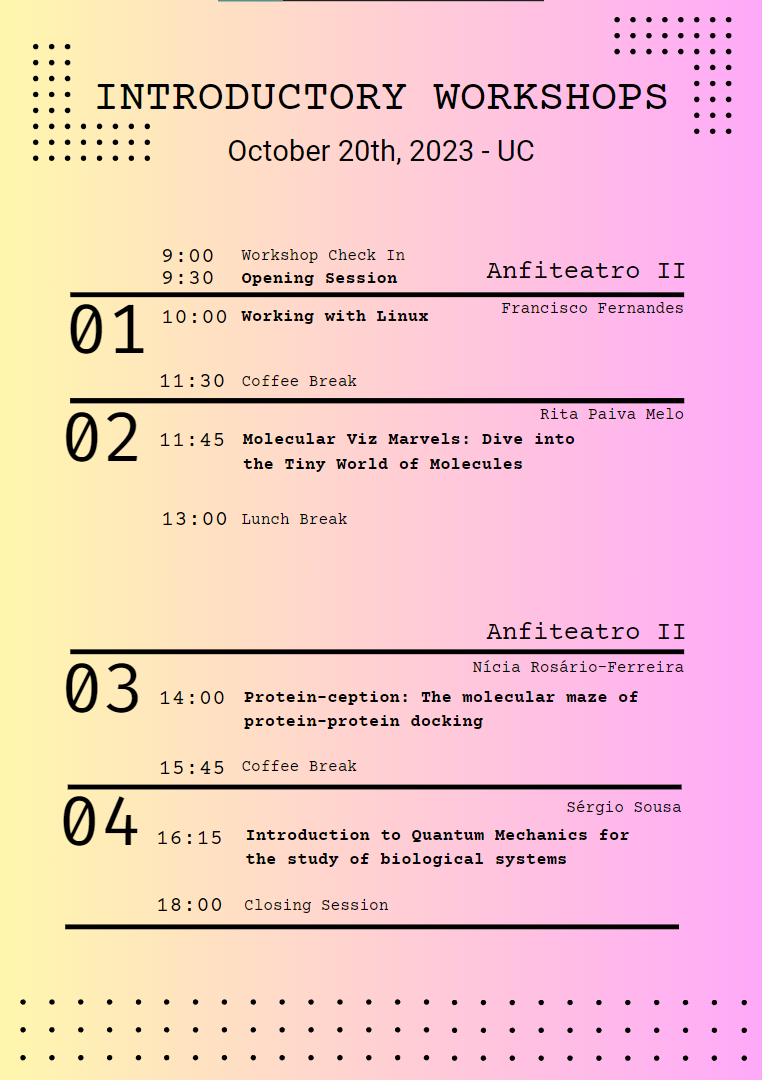 INTRODUCTORY WORKSHOPS
October 20th, 2023 - UC
9:00 Workshop Check In
9:30 Opening Session
Anfiteatro II
Francisco Fernandes
01 10:00 Working with Linux
11:30 Coffee Break
Rita Paiva Melo
02 11:45 Molecular Viz Marvels: Dive into
the Tiny World of Molecules
13:00 Lunch Break
Anfiteatro II
Nícia Rosário-Ferreira
03 14:00 Protein-ception: The molecular maze of
protein-protein docking
15:45 Coffee Break
Sérgio Sousa
04 16:15 Introduction to Quantum Mechanics for
the study of biological systems
18:00 Closing Session